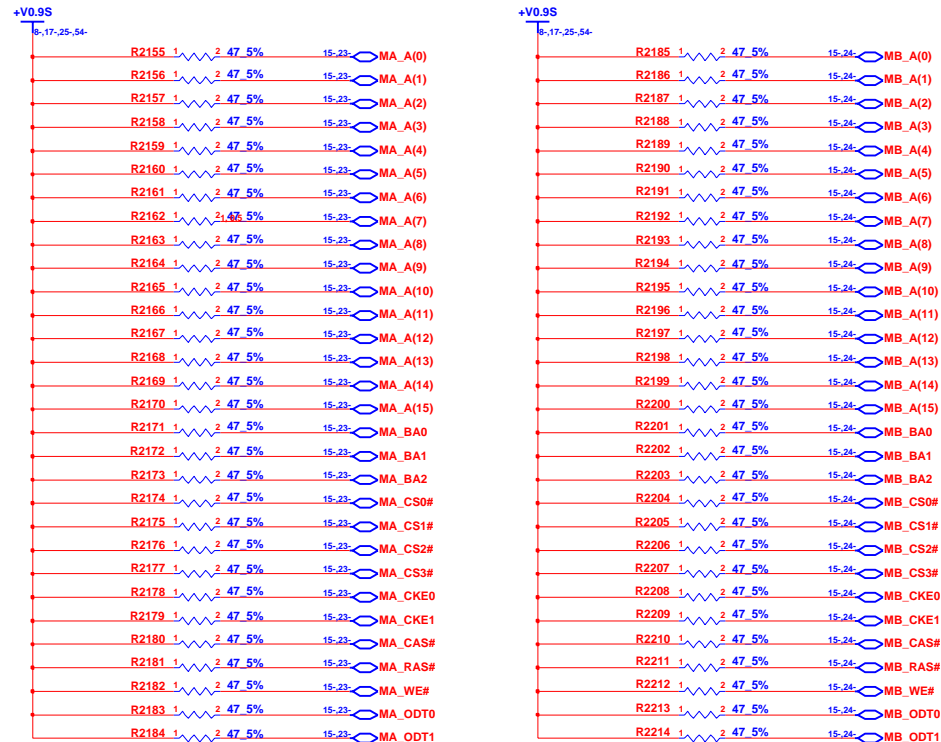 +V0.9S
8-,17-,25-,54-
R2155 1 2 47_5% 15-,23- MA_A(0)
R2156 1 2 47_5% 15-,23- MA_A(1)
R2157 1 2 47_5% 15-,23- MA_A(2)
R2158 1 2 47_5% 15-,23- MA_A(3)
R2159 1 2 47_5% 15-,23- MA_A(4)
R2160 1 2 47_5% 15-,23- MA_A(5)
R2161 1 2 47_5% 15-,23- MA_A(6)
R2162 1 2 47_5% 15-,23- MA_A(7)
R2163 1 2 47_5% 15-,23- MA_A(8)
R2164 1 2 47_5% 15-,23- MA_A(9)
R2165 1 2 47_5% 15-,23- MA_A(10)
R2166 1 2 47_5% 15-,23- MA_A(11)
R2167 1 2 47_5% 15-,23- MA_A(12)
R2168 1 2 47_5% 15-,23- MA_A(13)
R2169 1 2 47_5% 15-,23- MA_A(14)
R2170 1 2 47_5% 15-,23- MA_A(15)
R2171 1 2 47_5% 15-,23- MA_BA0
R2172 1 2 47_5% 15-,23- MA_BA1
R2173 1 2 47_5% 15-,23- MA_BA2
R2174 1 2 47_5% 15-,23- MA_CS0#
R2175 1 2 47_5% 15-,23- MA_CS1#
R2176 1 2 47_5% 15-,23- MA_CS2#
R2177 1 2 47_5% 15-,23- MA_CS3#
R2178 1 2 47_5% 15-,23- MA_CKE0
R2179 1 2 47_5% 15-,23- MA_CKE1
R2180 1 2 47_5% 15-,23- MA_CAS#
R2181 1 2 47_5% 15-,23- MA_RAS#
R2182 1 2 47_5% 15-,23- MA_WE#
R2183 1 2 47_5% 15-,23- MA_ODT0
R2184 1 2 47_5% 15-,23- MA_ODT1
+V0.9S
8-,17-,25-,54-
R2185 1 2 47_5% 15-,24- MB_A(0)
R2186 1 2 47_5% 15-,24- MB_A(1)
R2187 1 2 47_5% 15-,24- MB_A(2)
R2188 1 2 47_5% 15-,24- MB_A(3)
R2189 1 2 47_5% 15-,24- MB_A(4)
R2190 1 2 47_5% 15-,24- MB_A(5)
R2191 1 2 47_5% 15-,24- MB_A(6)
R2192 1 2 47_5% 15-,24- MB_A(7)
R2193 1 2 47_5% 15-,24- MB_A(8)
R2194 1 2 47_5% 15-,24- MB_A(9)
R2195 1 2 47_5% 15-,24- MB_A(10)
R2196 1 2 47_5% 15-,24- MB_A(11)
R2197 1 2 47_5% 15-,24- MB_A(12)
R2198 1 2 47_5% 15-,24- MB_A(13)
R2199 1 2 47_5% 15-,24- MB_A(14)
R2200 1 2 47_5% 15-,24- MB_A(15)
R2201 1 2 47_5% 15-,24- MB_BA0
R2202 1 2 47_5% 15-,24- MB_BA1
R2203 1 2 47_5% 15-,24- MB_BA2
R2204 1 2 47_5% 15-,24- MB_CS0#
R2205 1 2 47_5% 15-,24- MB_CS1#
R2206 1 2 47_5% 15-,24- MB_CS2#
R2207 1 2 47_5% 15-,24- MB_CS3#
R2208 1 2 47_5% 15-,24- MB_CKE0
R2209 1 2 47_5% 15-,24- MB_CKE1
R2210 1 2 47_5% 15-,24- MB_CAS#
R2211 1 2 47_5% 15-,24- MB_RAS#
R2212 1 2 47_5% 15-,24- MB_WE#
R2213 1 2 47_5% 15-,24- MB_ODT0
R2214 1 2 47_5% 15-,24- MB_ODT1